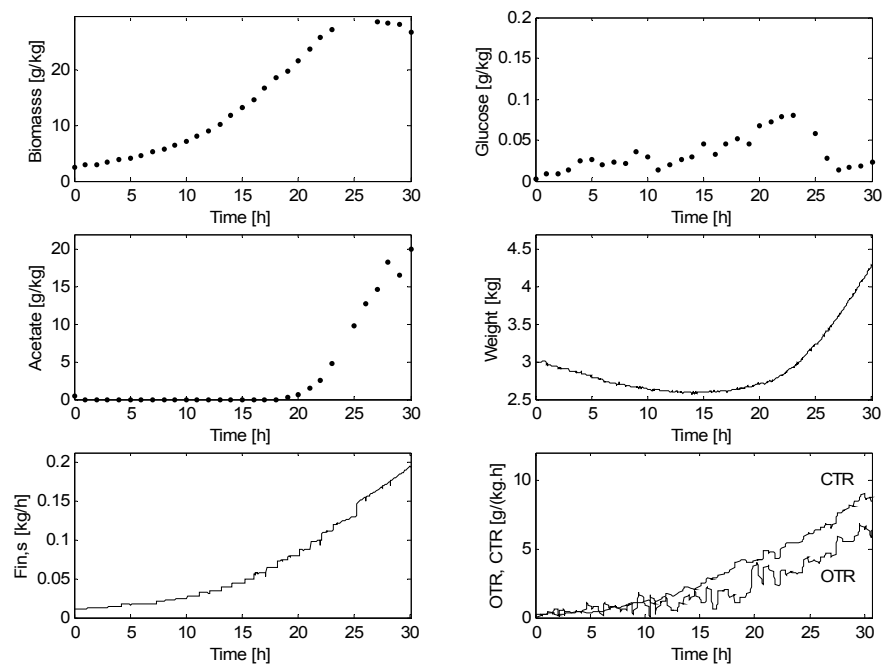 Biomasss [g/kg]
20
10
0
0 5 10 15 20 25 30
Time [h]
Glucose [g/kg]
0.2
0.15
0.1
0.05
0
0 5 10 15 20 25 30
Time [h]
Acetate [g/kg]
20
15
10
5
0
0 5 10 15 20 25 30
Time [h]
Weight [kg]
4.5
4
3.5
3
2.5
0 5 10 15 20 25 30
Time [h]
Fin,s [kg/h]
0.2
0.15
0.1
0.05
0
0 5 10 15 20 25 30
Time [h]
OTR, CTR [g/(kg.h]
10
5
0
CTR
OTR
0 5 10 15 20 25 30
Time [h]